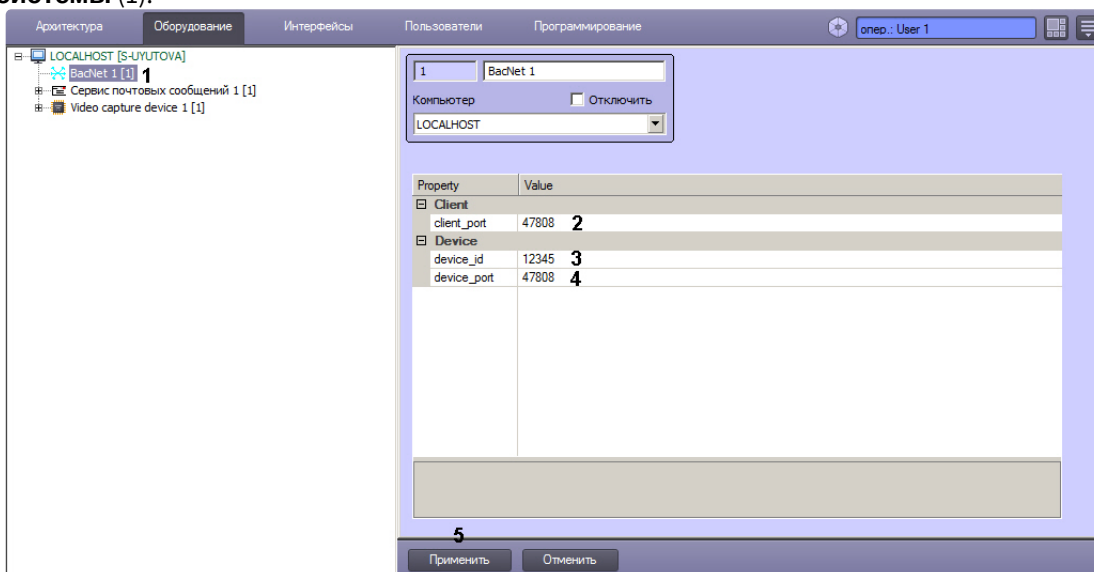 системы (1).
Архитектура Оборудование Интерфейсы Пользователи Программирование опер.: User 1
LOCALHOST [S-UYUTOVA]
BacNet 1 [1] 1
Сервис почтовых сообщений 1 [1]
Video capture device 1 [1]
1 BacNet 1
Компьютер Отключить
LOCALHOST
Property Value
Client
client_port 47808 2
Device
device_id 12345 3
device_port 47808 4
5
Применить Отменить